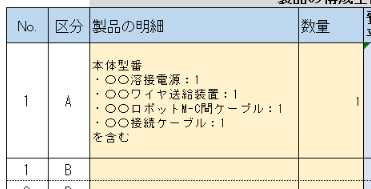 No. 区分 製品の明細 数量
本体型番
・〇〇溶接電源：1
・〇〇ワイヤ送給装置：1
1 A ・〇〇ロボットM-C間ケーブル：1 1
・〇〇接続ケーブル：1
を含む
1 B